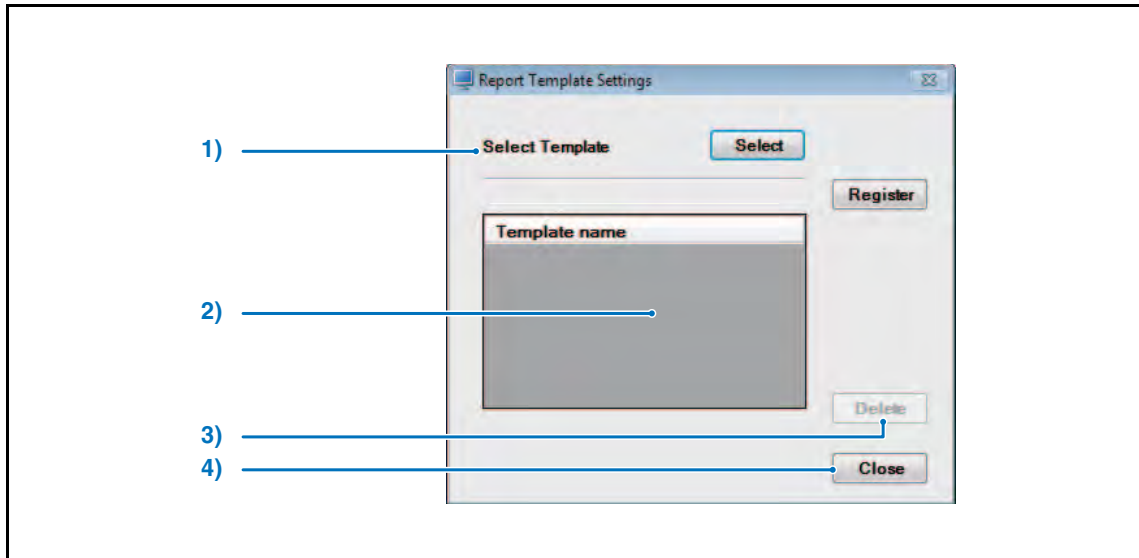 Report Template Settings
1)
Select Template
Select
Register
Template name
2)
Delete
3)
4)
Close